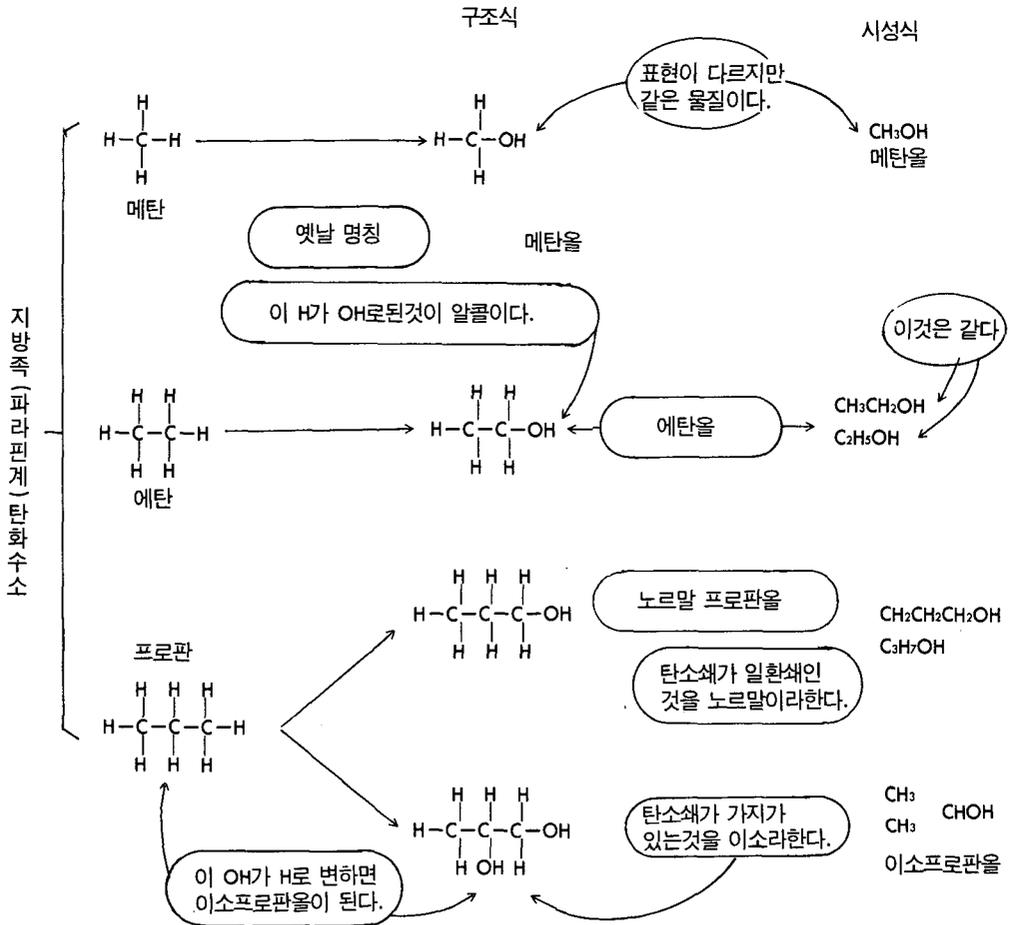 구조식
시성식
표현이 다르지만
같은 물질이다.
H
H-C-H
H
메탄
H
H-C-OH
H
메탄올
CH₃OH
메탄올
옛날 명칭
이 H가 OH로된것이 알콜이다.
이것은 같다
지방족(파라핀계)탄화수소
H H
H-C-C-H
H H
에탄
H H
H-C-C-OH
H H
에탄올
CH₃CH₂OH
C₂H₅OH
프로판
H H H
H-C-C-C-H
H H H
H H H
H-C-C-C-OH
H H H
노르말 프로판올
CH₂CH₂CH₂OH
C₃H₇OH
탄소쇄가 일환쇄인
것을 노르말이라한다.
H H H
H-C-C-C-OH
H OH H
탄소쇄가 가지가
있는것을 이소라한다.
CH₃
CH₃
CHOH
이소프로판올
이 OH가 H로 변하면
이소프로판올이 된다.